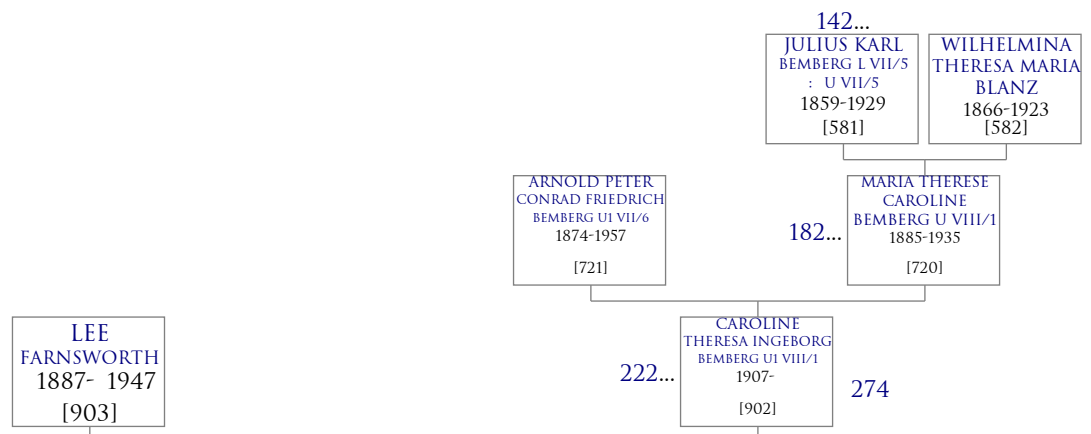 142...
JULIUS KARL
BEMBERG L VII/5
: U VII/5
1859-1929
[581]
WILHELMINA
THERESA MARIA
BLANZ
1866-1923
[582]
ARNOLD PETER
CONRAD FRIEDRICH
BEMBERG U1 VII/6
1874-1957
[721]
182...
MARIA THERESE
CAROLINE
BEMBERG U VIII/1
1885-1935
[720]
LEE
FARNSWORTH
1887- 1947
[903]
222...
CAROLINE
THERESA INGEBORG
BEMBERG U1 VIII/1
1907-
[902]
274